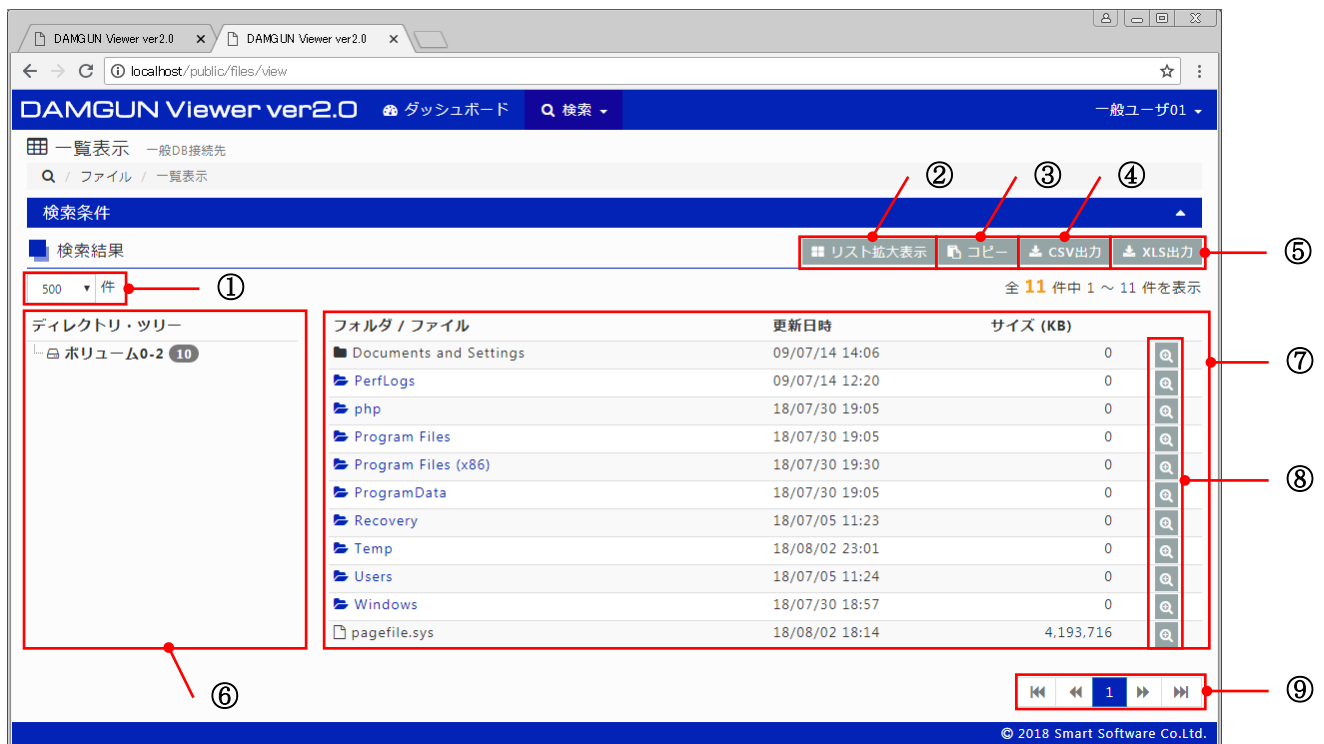 DAMGUN Viewer ver2.0 DAMGUN Viewer ver2.0
localhost/public/files/view
DAMGUN Viewer ver2.0 ダッシュボード 検索 一般ユーザ01
一覧表示 一般DB接続先
/ ファイル / 一覧表示
② ③ ④
検索条件
検索結果 リスト拡大表示 コピー CSV出力 XLS出力 ⑤
500 件 ① 全 11 件中 1 ～ 11 件を表示
ディレクトリ・ツリー フォルダ / ファイル 更新日時 サイズ (KB)
ボリューム0-2 10 Documents and Settings 09/07/14 14:06 0 ⑦
PerfLogs 09/07/14 12:20 0
php 18/07/30 19:05 0
Program Files 18/07/30 19:05 0
Program Files (x86) 18/07/30 19:30 0 ⑧
ProgramData 18/07/30 19:05 0
Recovery 18/07/05 11:23 0
Temp 18/08/02 23:01 0
Users 18/07/05 11:24 0
Windows 18/07/30 18:57 0
pagefile.sys 18/08/02 18:14 4,193,716
⑥ 1 ⑨
© 2018 Smart Software Co.Ltd.